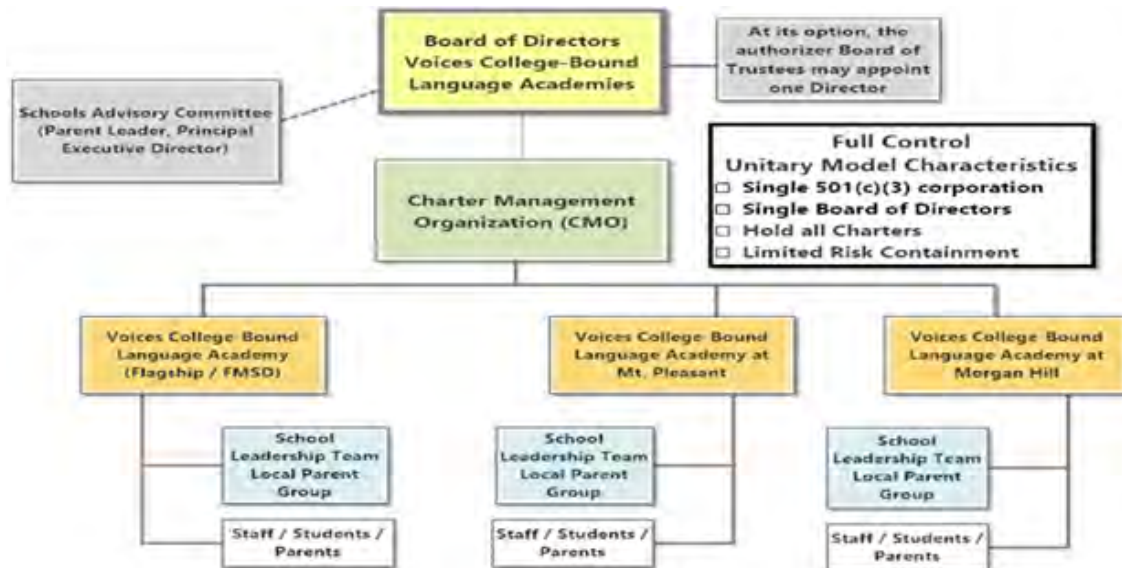 Board of Directors
Voices College-Bound
Language Academies
At its option, the
authorizer Board of
Trustees may appoint
one Director
Schools Advisory Committee
(Parent Leader, Principal
Executive Director)
Full Control
Unitary Model Characteristics
□ Single 501(c)(3) corporation
□ Single Board of Directors
□ Hold all Charters
□ Limited Risk Containment
Charter Management
Organization (CMO)
Voices College-Bound
Language Academy
(Flagship / FMSD)
Voices College-Bound
Language Academy at
Mt. Pleasant
Voices College-Bound
Language Academy at
Morgan Hill
School
Leadership Team
Local Parent
Group
School
Leadership Team
Local Parent
Group
School
Leadership Team
Local Parent
Group
Staff / Students /
Parents
Staff / Students /
Parents
Staff / Students /
Parents